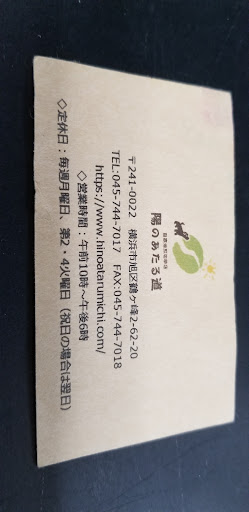 陽のあたる道
〒241-0022 横浜市旭区鶴ヶ峰2-62-20
TEL:045-744-7017 FAX:045-744-7018
https://www.hinoatarumichi.com/
◇営業時間：午前10時～午後6時
◇定休日：毎週月曜日、第2・4火曜日（祝日の場合は翌日）